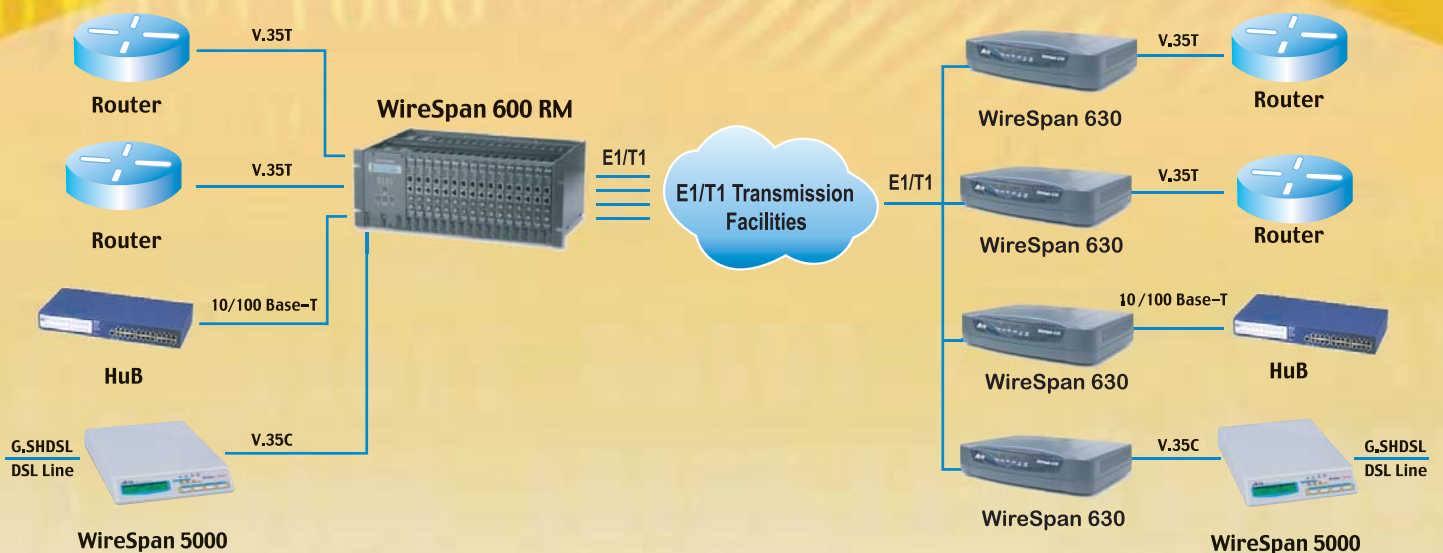 V.35T
Router
WireSpan 600 RM
V.35T
Router
10/100 Base-T
HuB
V.35C
G.SHDSL
DSL Line
WireSpan 5000
E1/T1
E1/T1 Transmission
Facilities
E1/T1
WireSpan 630
V.35T
Router
WireSpan 630
V.35T
Router
WireSpan 630
10/100 Base-T
HuB
WireSpan 630
V.35C
G.SHDSL
DSL Line
WireSpan 5000